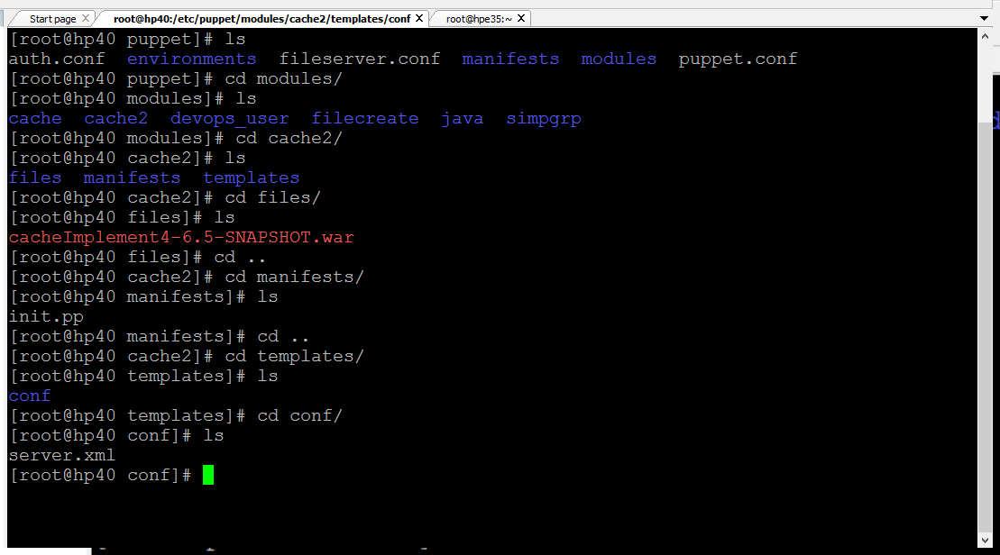 Start page
root@hp40:/etc/puppet/modules/cache2/templates/conf
root@hpe35:~
[root@hp40 puppet]# ls
auth.conf  environments  fileserver.conf  manifests  modules  puppet.conf
[root@hp40 puppet]# cd modules/
[root@hp40 modules]# ls
cache  cache2  devops_user  filecreate  java  simpgrp
[root@hp40 modules]# cd cache2/
[root@hp40 cache2]# ls
files  manifests  templates
[root@hp40 cache2]# cd files/
[root@hp40 files]# ls
cacheImplement4-6.5-SNAPSHOT.war
[root@hp40 files]# cd ..
[root@hp40 cache2]# cd manifests/
[root@hp40 manifests]# ls
init.pp
[root@hp40 manifests]# cd ..
[root@hp40 cache2]# cd templates/
[root@hp40 templates]# ls
conf
[root@hp40 templates]# cd conf/
[root@hp40 conf]# ls
server.xml
[root@hp40 conf]#